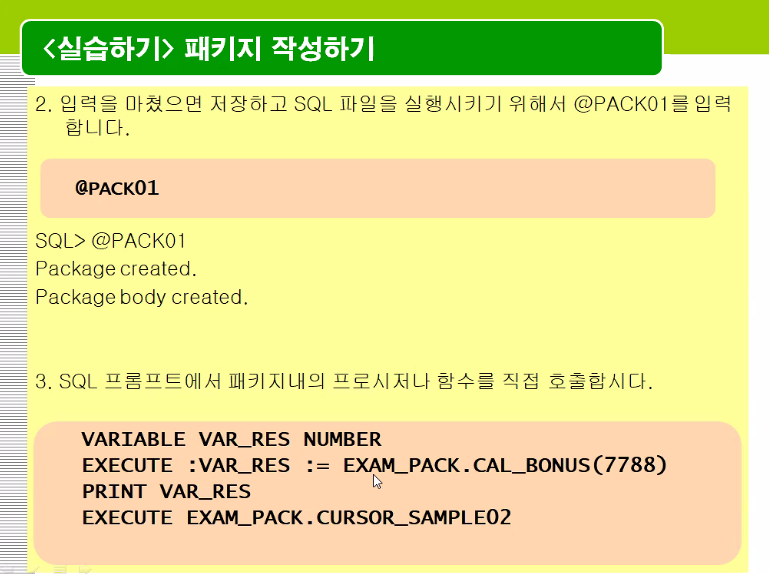 <실습하기> 패키지 작성하기
2. 입력을 마쳤으면 저장하고 SQL 파일을 실행시키기 위해서 @PACK01를 입력
합니다.
@PACK01
SQL> @PACK01
Package created.
Package body created.
3. SQL 프롬프트에서 패키지내의 프로시저나 함수를 직접 호출합시다.
VARIABLE VAR_RES NUMBER
EXECUTE :VAR_RES := EXAM_PACK.CAL_BONUS(7788)
PRINT VAR_RES
EXECUTE EXAM_PACK.CURSOR_SAMPLE02